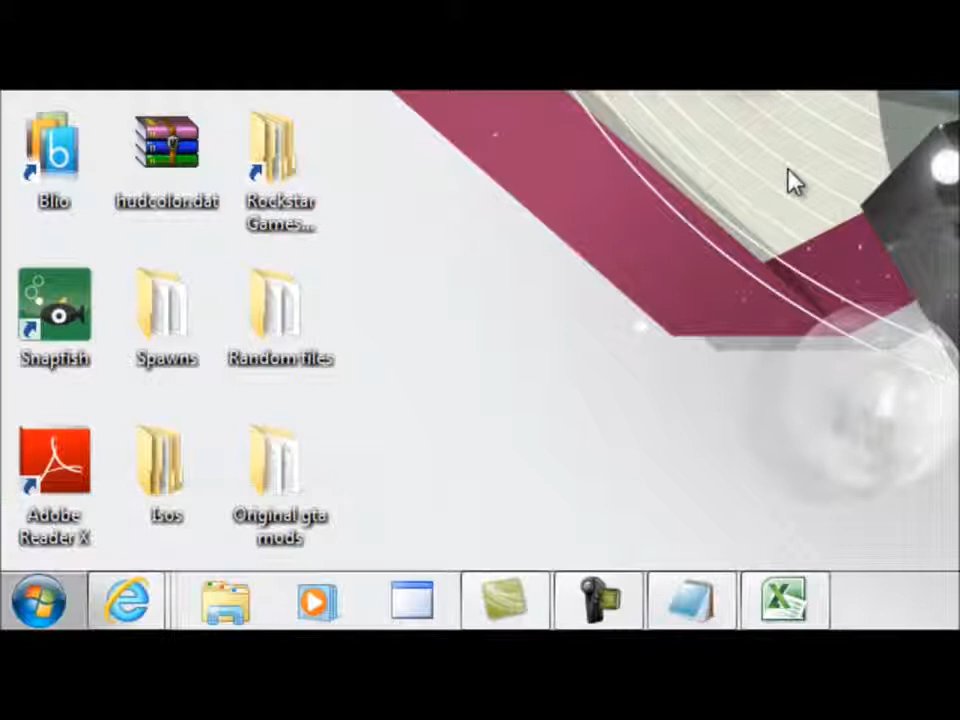 Blio
hudcolor.dat
Rockstar
Games...
Snapfish
Spawns
Random files
Adobe
Reader X
Isos
Original gta
mods